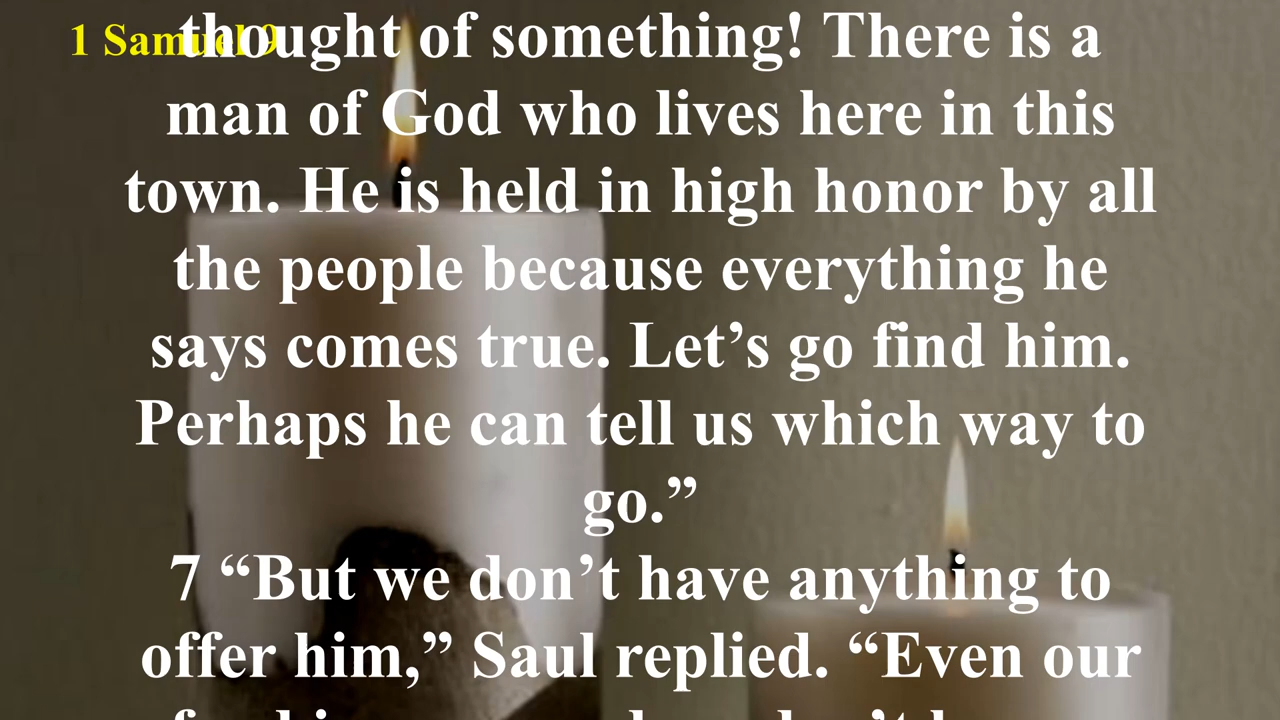 1 Samuel 9
thought of something! There is a
man of God who lives here in this
town. He is held in high honor by all
the people because everything he
says comes true. Let’s go find him.
Perhaps he can tell us which way to
go.”
7 “But we don’t have anything to
offer him,” Saul replied. “Even our